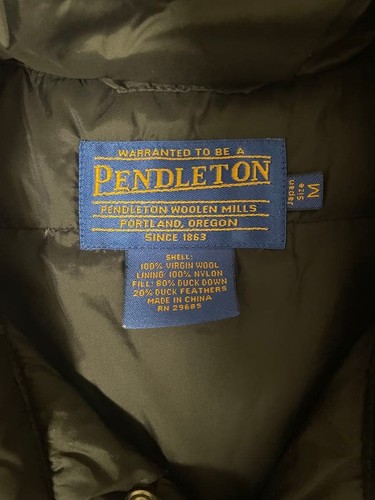 WARRANTED TO BE A
PENDLETON
PENDLETON WOOLEN MILLS
PORTLAND, OREGON
SINCE 1863
Japan
Size
M
SHELL:
100% VIRGIN WOOL
LINING: 100% NYLON
FILL: 80% DUCK DOWN
20% DUCK FEATHERS
MADE IN CHINA
RN 29685